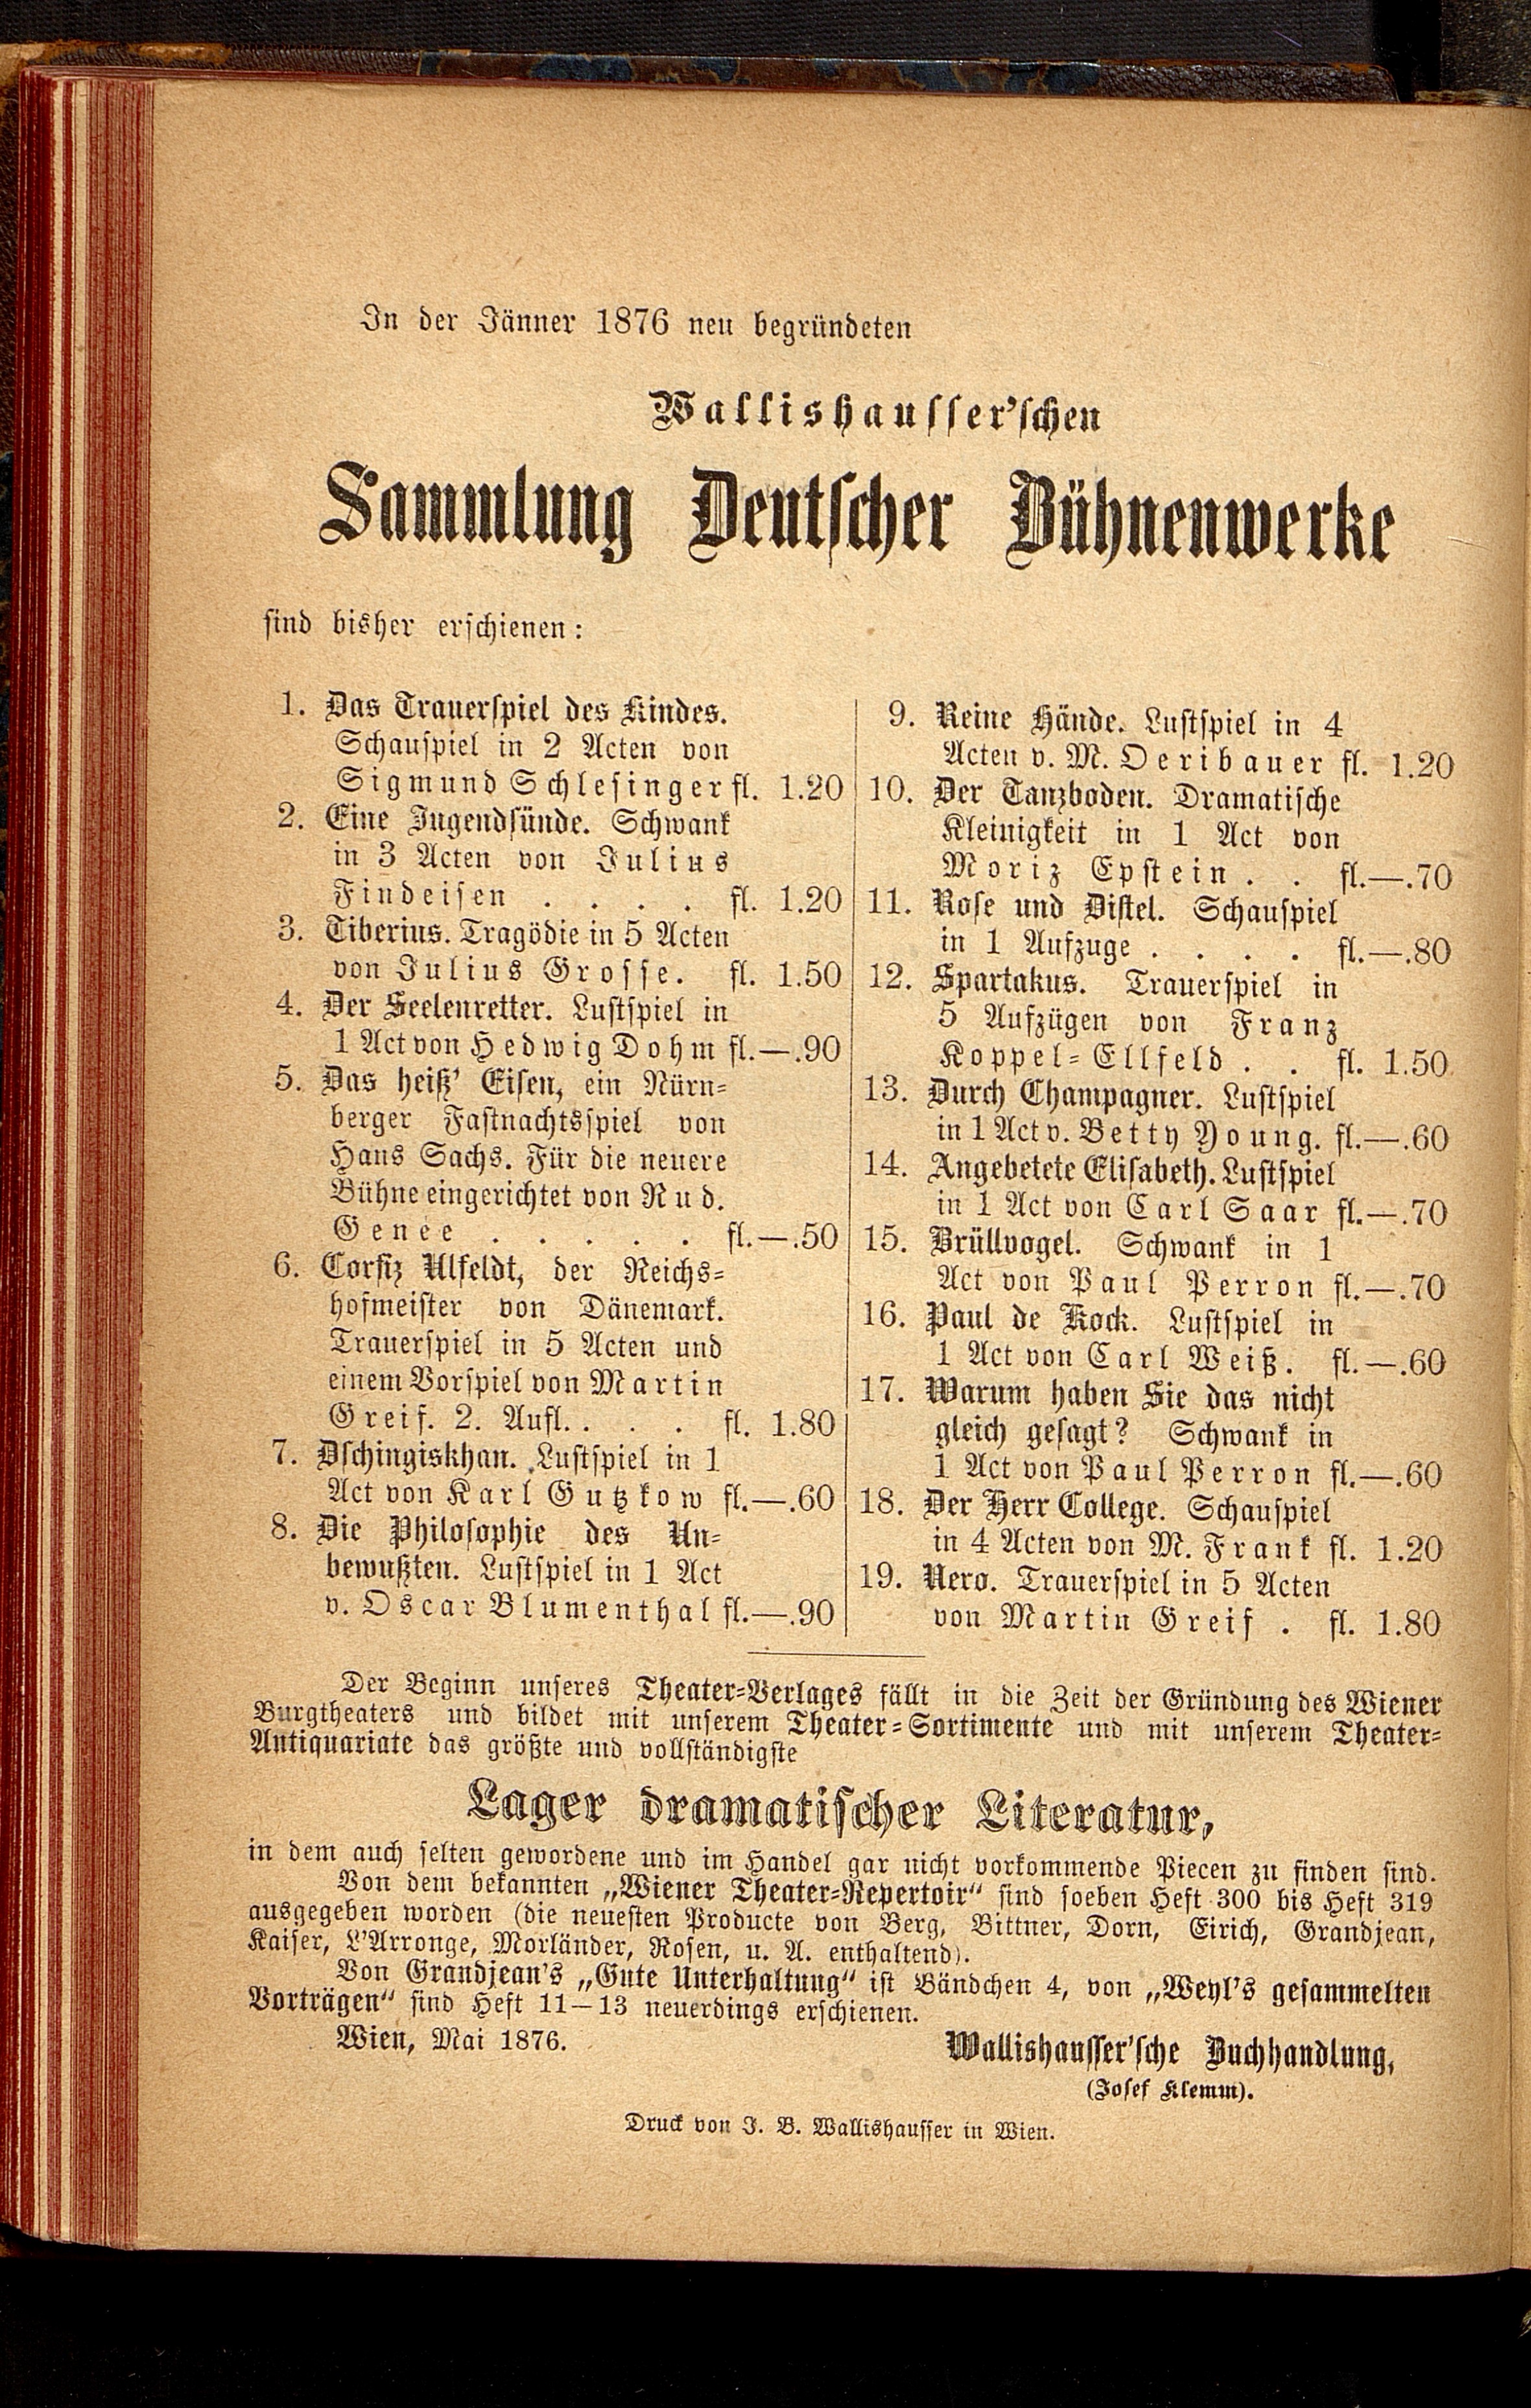 In der Jänner 1876 neu begründeten
Wallishausser'schen
Sammlung Deutscher Bühnenwerke
sind bisher erschienen:
1. Das Trauerspiel des Kindes.
Schauspiel in 2 Acten von
Sigmund Schlesinger fl. 1.20
2. Eine Jugendsünde. Schwank
in 3 Acten von Julius
Findeisen . . . . fl. 1.20
3. Tiberius. Tragödie in 5 Acten
von Julius Grosse. fl. 1.50
4. Der Seelenretter. Lustspiel in
1 Act von Hedwig Dohm fl.—.90
5. Das heiß' Eisen, ein Nürn-
berger Fastnachtsspiel von
Hans Sachs. Für die neuere
Bühne eingerichtet von Rud.
Genée . . . . . fl.—.50
6. Corfiz Ulfeldt, der Reichs-
hofmeister von Dänemark.
Trauerspiel in 5 Acten und
einem Vorspiel von Martin
Greif. 2. Aufl. . . . fl. 1.80
7. Dschingiskhan. Lustspiel in 1
Act von Karl Gutzkow fl.—.60
8. Die Philosophie des Un-
bewußten. Lustspiel in 1 Act
v. Oscar Blumenthal fl.—.90
9. Reine Hände. Lustspiel in 4
Acten v. M. Oeribauer fl. 1.20
10. Der Tanzboden. Dramatische
Kleinigkeit in 1 Act von
Moriz Epstein . . fl.—.70
11. Rose und Distel. Schauspiel
in 1 Aufzuge . . . . fl.—.80
12. Spartakus. Trauerspiel in
5 Aufzügen von Franz
Koppel-Ellfeld . . fl. 1.50
13. Durch Champagner. Lustspiel
in 1 Act v. Betty Young. fl.—.60
14. Angebetete Elisabeth. Lustspiel
in 1 Act von Carl Saar fl.—.70
15. Brüllvogel. Schwank in 1
Act von Paul Perron fl.—.70
16. Paul de Kock. Lustspiel in
1 Act von Carl Weiß. fl.—.60
17. Warum haben Sie das nicht
gleich gesagt? Schwank in
1 Act von Paul Perron fl.—.60
18. Der Herr College. Schauspiel
in 4 Acten von M. Frank fl. 1.20
19. Nero. Trauerspiel in 5 Acten
von Martin Greif . fl. 1.80
Der Beginn unseres Theater-Verlages fällt in die Zeit der Gründung des Wiener
Burgtheaters und bildet mit unserem Theater-Sortimente und mit unserem Theater-
Antiquariate das größte und vollständigste
Lager dramatischer Literatur,
in dem auch selten gewordene und im Handel gar nicht vorkommende Piecen zu finden sind.
Von dem bekannten „Wiener Theater-Repertoir“ sind soeben Heft 300 bis Heft 319
ausgegeben worden (die neuesten Producte von Berg, Bittner, Dorn, Eirich, Grandjean,
Kaiser, L'Arronge, Morländer, Rosen, u. A. enthaltend).
Von Grandjean's „Gute Unterhaltung“ ist Bändchen 4, von „Weyl's gesammelten
Vorträgen“ sind Heft 11—13 neuerdings erschienen.
Wien, Mai 1876.
Wallishausser'sche Buchhandlung,
(Josef Klemm).
Druck von J. B. Wallishausser in Wien.